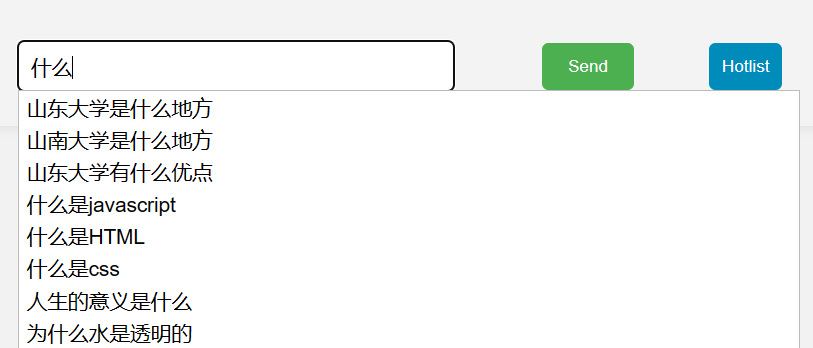 什么
Send
Hotlist
山东大学是什么地方
山南大学是什么地方
山东大学有什么优点
什么是javascript
什么是HTML
什么是css
人生的意义是什么
为什么水是透明的